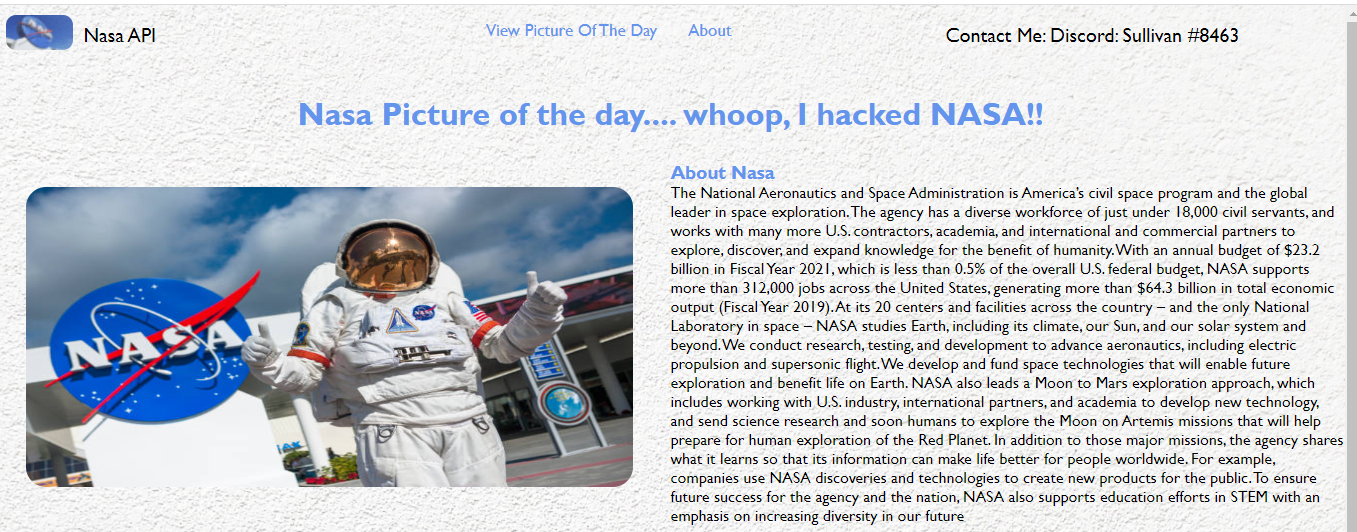 Nasa API
View Picture Of The Day
About
Contact Me: Discord: Sullivan #8463
Nasa Picture of the day.... whoop, I hacked NASA!!
NASA
About Nasa
The National Aeronautics and Space Administration is America's civil space program and the global
leader in space exploration. The agency has a diverse workforce of just under 18,000 civil servants, and
works with many more U.S. contractors, academia, and international and commercial partners to
explore, discover, and expand knowledge for the benefit of humanity. With an annual budget of $23.2
billion in Fiscal Year 2021, which is less than 0.5% of the overall U.S. federal budget, NASA supports
more than 312,000 jobs across the United States, generating more than $64.3 billion in total economic
output (Fiscal Year 2019). At its 20 centers and facilities across the country – and the only National
Laboratory in space – NASA studies Earth, including its climate, our Sun, and our solar system and
beyond. We conduct research, testing, and development to advance aeronautics, including electric
propulsion and supersonic flight. We develop and fund space technologies that will enable future
exploration and benefit life on Earth. NASA also leads a Moon to Mars exploration approach, which
includes working with U.S. industry, international partners, and academia to develop new technology,
and send science research and soon humans to explore the Moon on Artemis missions that will help
prepare for human exploration of the Red Planet. In addition to those major missions, the agency shares
what it learns so that its information can make life better for people worldwide. For example,
companies use NASA discoveries and technologies to create new products for the public. To ensure
future success for the agency and the nation, NASA also supports education efforts in STEM with an
emphasis on increasing diversity in our future